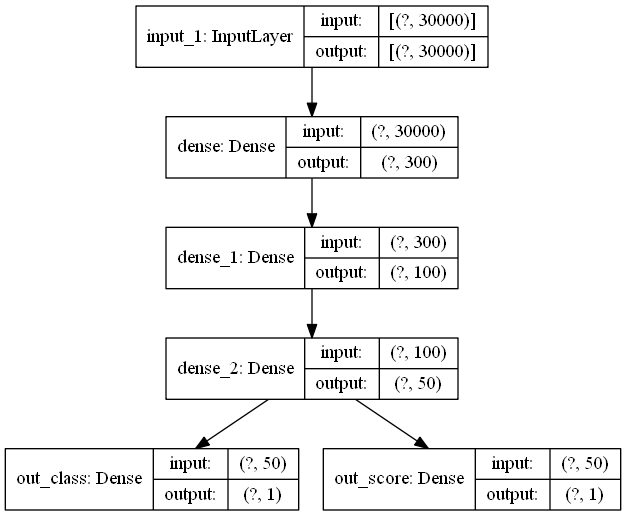 input_1: InputLayer
input: [(?, 30000)]
output: [(?, 30000)]
dense: Dense
input: (?, 30000)
output: (?, 300)
dense_1: Dense
input: (?, 300)
output: (?, 100)
dense_2: Dense
input: (?, 100)
output: (?, 50)
out_class: Dense
input: (?, 50)
output: (?, 1)
out_score: Dense
input: (?, 50)
output: (?, 1)